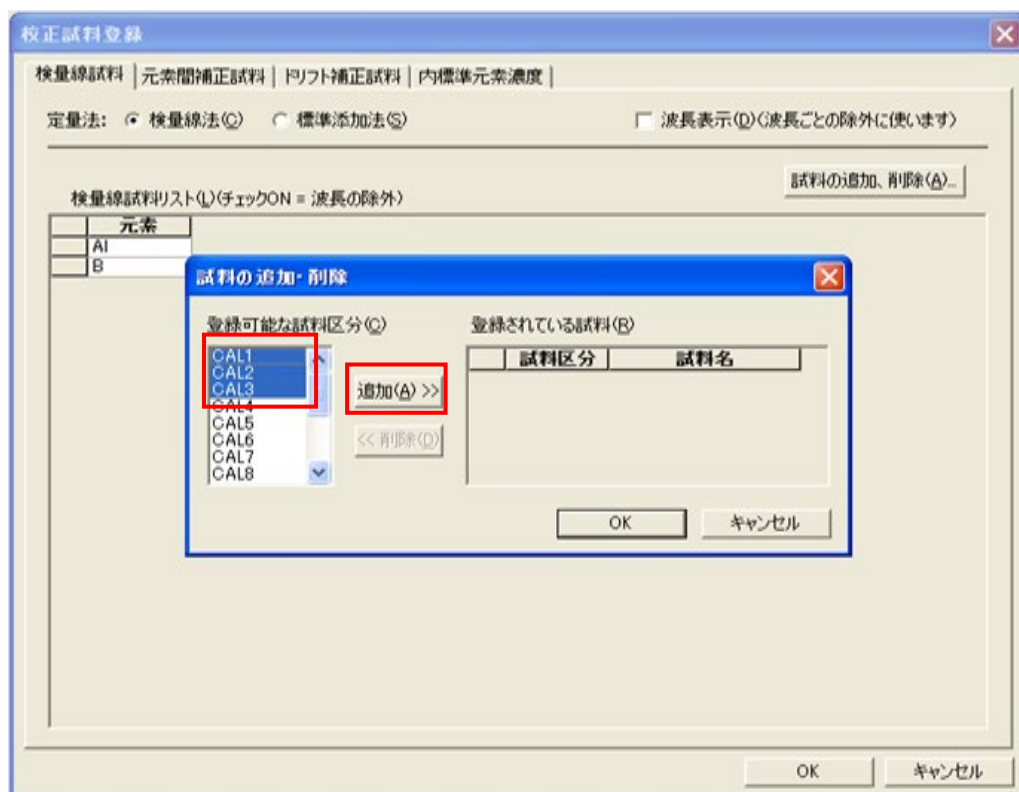 校正試料登録
検量線試料 元素間補正試料 ドリフト補正試料 内標準元素濃度
定量法: 検量線法(C) 標準添加法(S) 波長表示(D)(波長ごとの除外に使います)
試料の追加、削除(A)...
検量線試料リスト(L)(チェックON = 波長の除外)
元素
Al
B
試料の追加・削除
登録可能な試料区分(C) 登録されている試料(R)
CAL1
CAL2
CAL3
CAL4
CAL5
CAL6
CAL7
CAL8
追加(A) >>
<< 削除(D)
試料区分 試料名
OK キャンセル
OK キャンセル